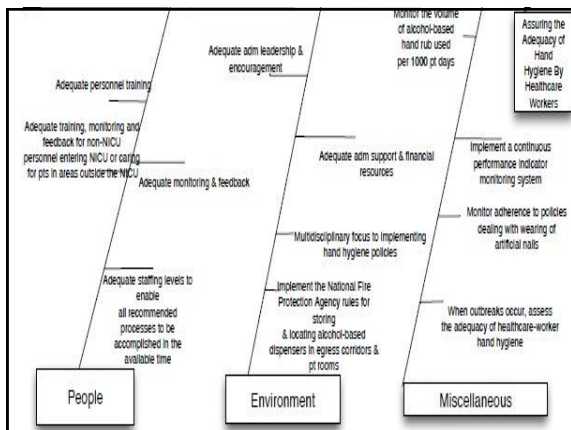 Monitor the volume
of alcohol-based
hand rub used
per 1000 pt days
Assuring the
Adequacy of
Hand
Hygiene By
Healthcare
Workers
Adequate adm leadership &
encouragement
Adequate personnel training
Adequate training, monitoring and
feedback for non-NICU
personnel entering NICU or caring
for pts in areas outside the NICU
Adequate monitoring & feedback
Adequate adm support & financial
resources
Implement a continuous
performance indicator
monitoring system
Monitor adherence to policies
dealing with wearing of
artificial nails
Multidisciplinary focus to implementing
hand hygiene policies
Adequate staffing levels to
enable
all recommended
processes to be
accomplished in the
available time
Implement the National Fire
Protection Agency rules for
storing
& locating alcohol-based
dispensers in egress corridors &
pt rooms
When outbreaks occur, assess
the adequacy of healthcare-worker
hand hygiene
People
Environment
Miscellaneous